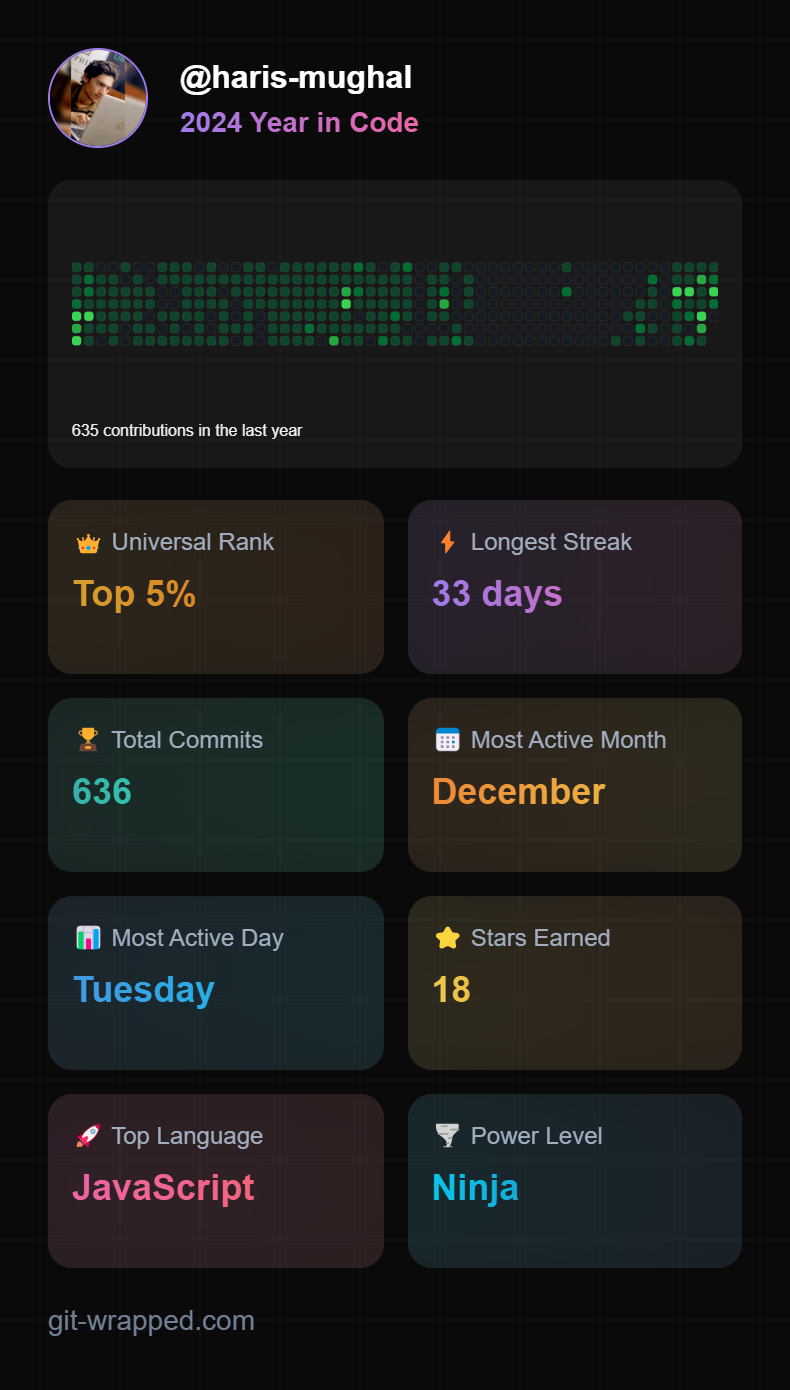 @haris-mughal
2024 Year in Code
635 contributions in the last year
Universal Rank
Top 5%
Longest Streak
33 days
Total Commits
636
Most Active Month
December
Most Active Day
Tuesday
Stars Earned
18
Top Language
JavaScript
Power Level
Ninja
git-wrapped.com